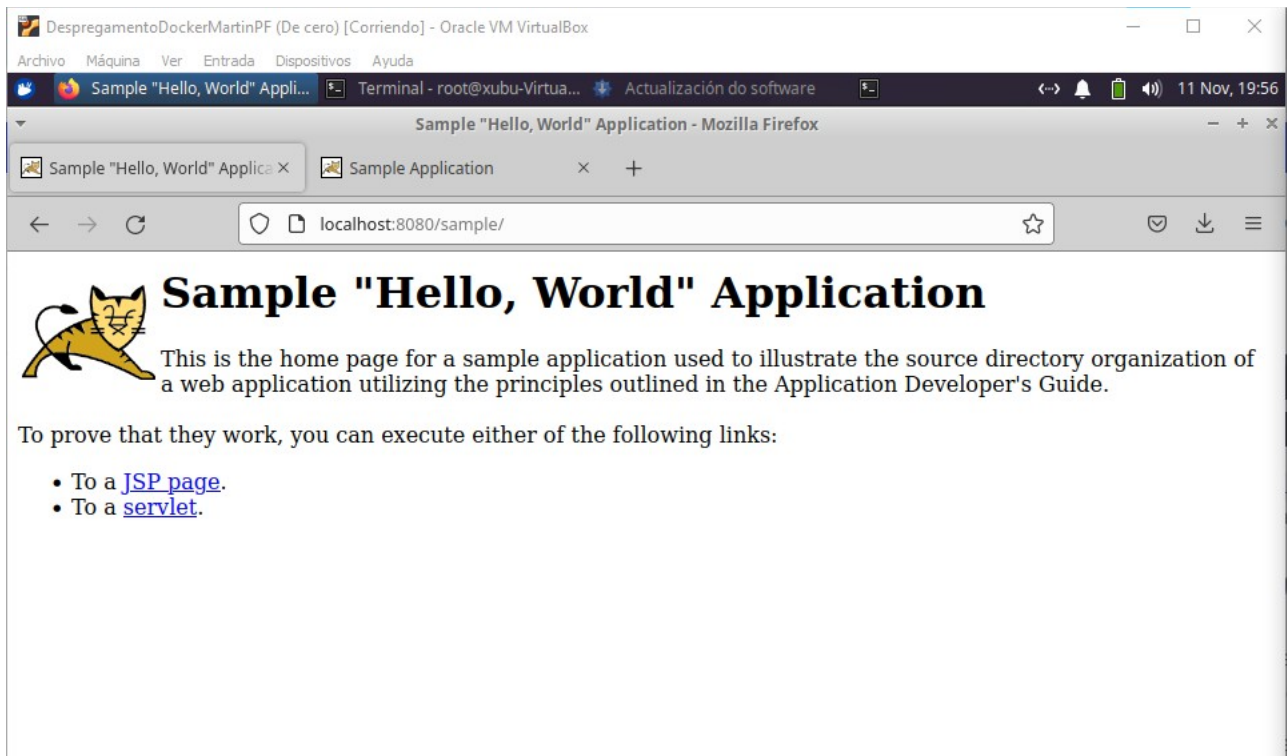 DespregamentoDockerMartinPF (De cero) [Corriendo] - Oracle VM VirtualBox
Archivo Máquina Ver Entrada Dispositivos Ayuda
Sample "Hello, World" Appli... Terminal - root@xubu-Virtua... Actualización do software 11 Nov, 19:56
Sample "Hello, World" Application - Mozilla Firefox
Sample "Hello, World" Applica Sample Application
localhost:8080/sample/
Sample "Hello, World" Application
This is the home page for a sample application used to illustrate the source directory organization of
a web application utilizing the principles outlined in the Application Developer's Guide.
To prove that they work, you can execute either of the following links:
• To a JSP page.
• To a servlet.